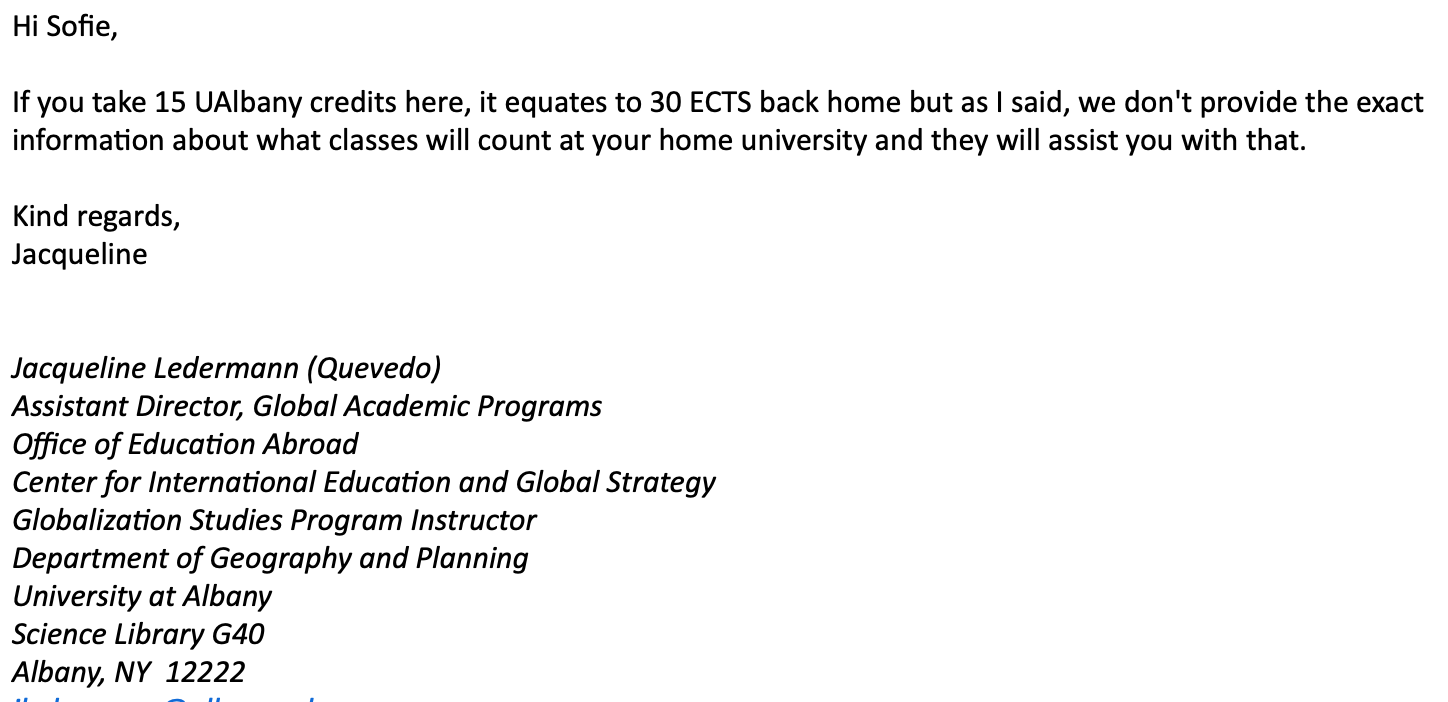 Hi Sofie,
If you take 15 UAlbany credits here, it equates to 30 ECTS back home but as I said, we don't provide the exact
information about what classes will count at your home university and they will assist you with that.
Kind regards,
Jacqueline
Jacqueline Ledermann (Quevedo)
Assistant Director, Global Academic Programs
Office of Education Abroad
Center for International Education and Global Strategy
Globalization Studies Program Instructor
Department of Geography and Planning
University at Albany
Science Library G40
Albany, NY  12222